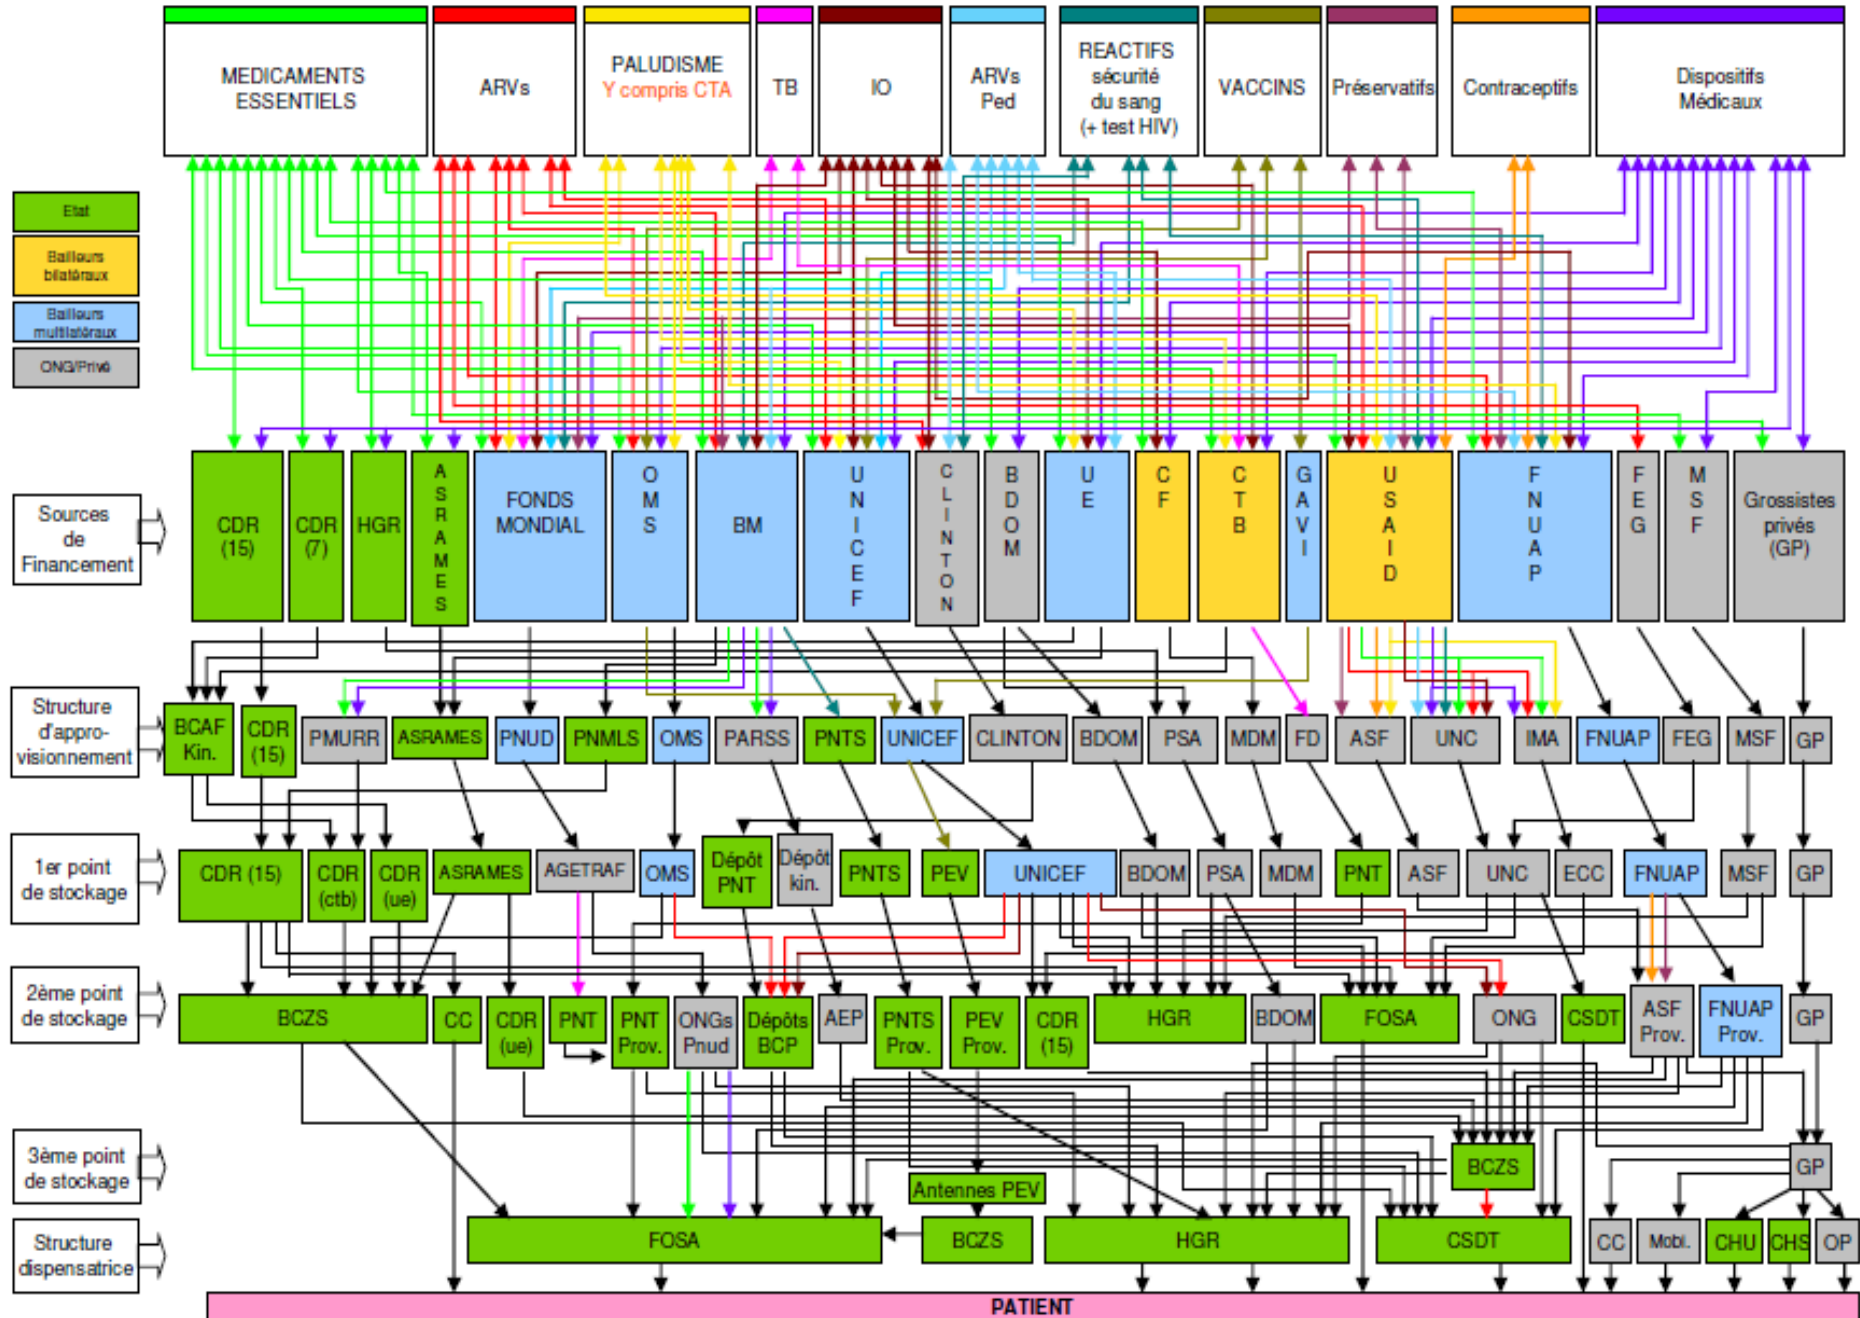 MEDICAMENTS
ESSENTIELS
ARVs
PALUDISME
Y compris CTA
TB
IO
ARVs
Ped
REACTIFS
sécurité
du sang
(+ test HIV)
VACCINS
Préservatifs
Contraceptifs
Dispositifs
Médicaux
Etat
Bailleurs
bilatéraux
Bailleurs
multilatéraux
ONG/Privé
Sources
de
Financement
CDR
(15)
CDR
(7)
HGR
ASRAMES
FONDS
MONDIAL
OMS
BM
UNICEF
CLINTON
BDOM
UE
CF
CTB
GAVI
USAID
FNUAP
FEG
MSF
Grossistes
privés
(GP)
Structure
d'appro-
visionnement
BCAF
Kin.
CDR
(15)
PMURR
ASRAMES
PNUD
PNMLS
OMS
PARSS
PNTS
UNICEF
CLINTON
BDOM
PSA
MDM
FD
ASF
UNC
IMA
FNUAP
FEG
MSF
GP
1er point
de stockage
CDR (15)
CDR
(ctb)
CDR
(ue)
ASRAMES
AGETRAF
OMS
Dépôt
PNT
Dépôt
kin.
PNTS
PEV
UNICEF
BDOM
PSA
MDM
PNT
ASF
UNC
ECC
FNUAP
MSF
GP
2ème point
de stockage
BCZS
CC
CDR
(ue)
PNT
PNT
Prov.
ONGs
Pnud
Dépôts
BCP
AEP
PNTS
Prov.
PEV
Prov.
CDR
(15)
HGR
BDOM
FOSA
ONG
CSDT
ASF
Prov.
FNUAP
Prov.
GP
3ème point
de stockage
Antennes PEV
BCZS
GP
Structure
dispensatrice
FOSA
BCZS
HGR
CSDT
CC
Mobi.
CHU
CHS
OP
PATIENT